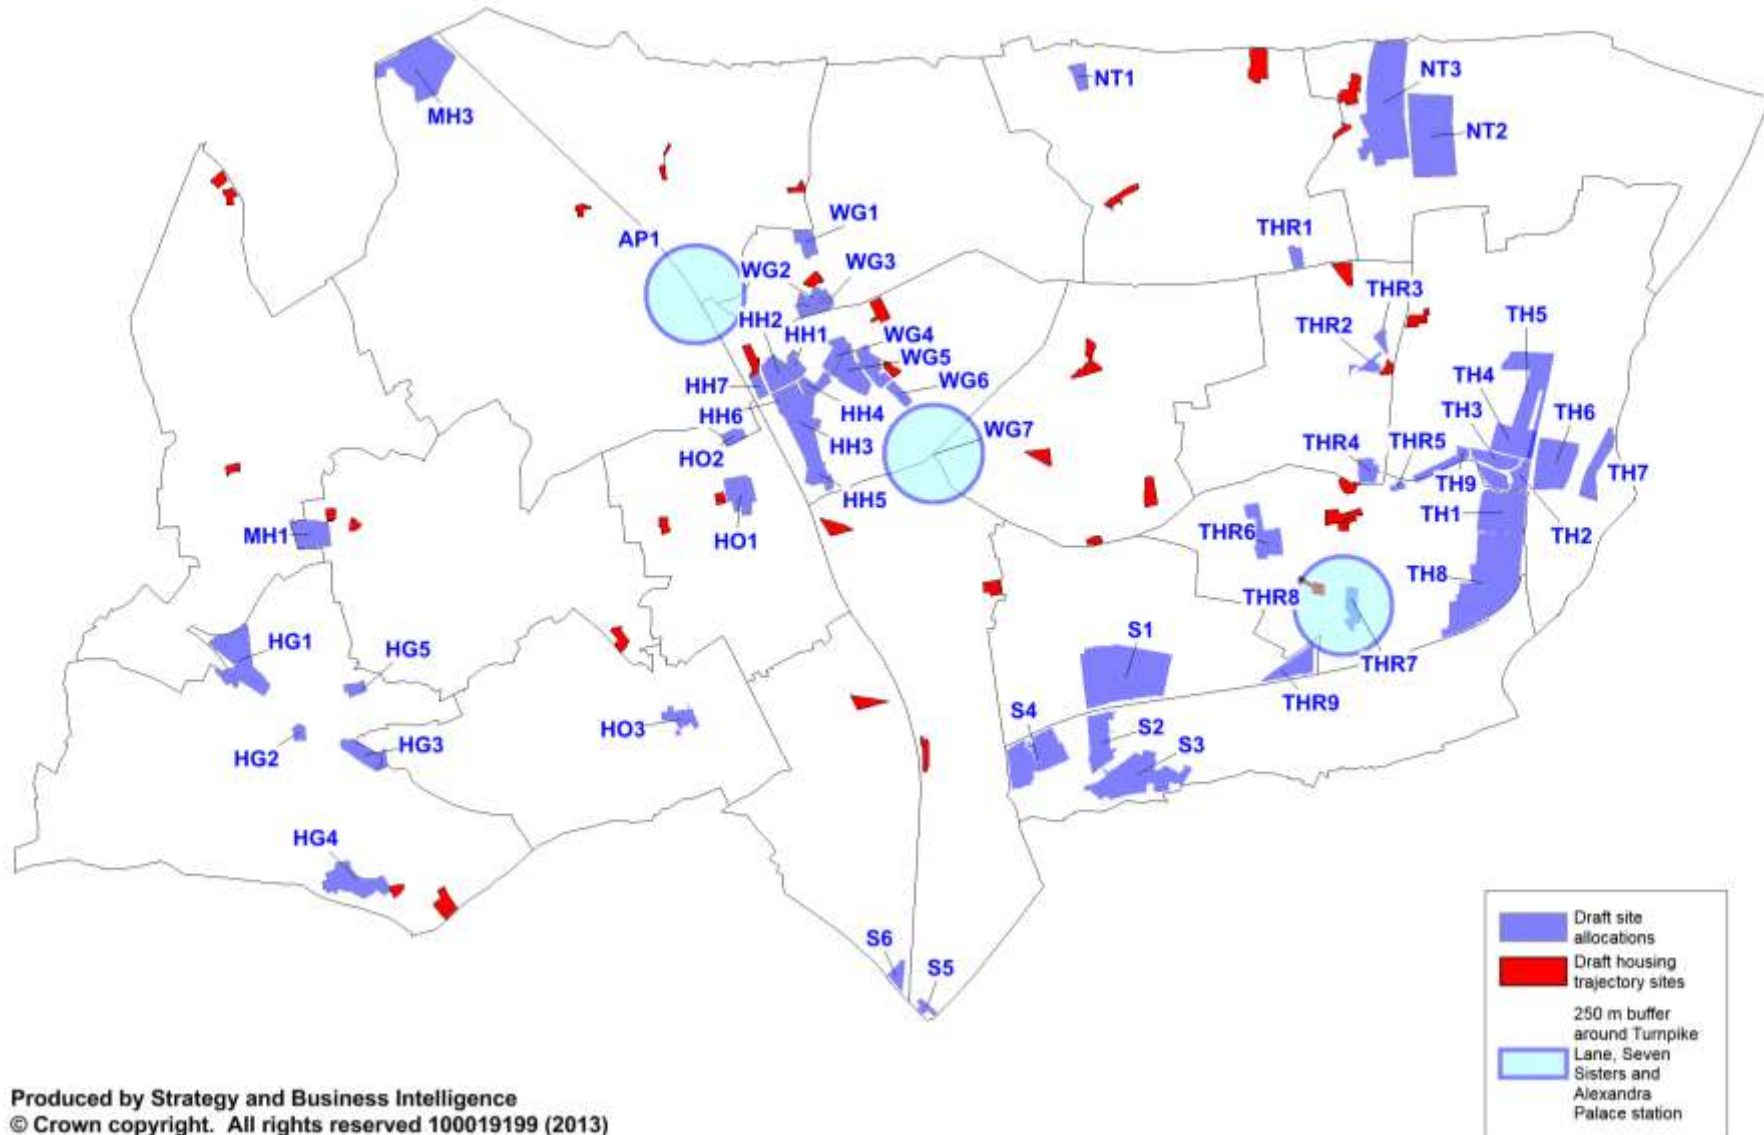 NT3
NT1
MH3
NT2
WG1
THR1
AP1
WG3
WG2
THR3
HH2
TH5
THR2
HH1
WG4
WG5
TH4
WG6
HH7
TH3
TH6
HH4
HH6
WG7
THR4
THR5
HH3
HO2
TH7
TH9
HH5
TH1
THR6
MH1
TH2
HO1
TH8
THR8
S1
HG1
HG5
THR7
THR9
S4
HO3
S2
HG3
S3
HG2
HG4
S6
S5
Draft site
allocations
Draft housing
trajectory sites
250 m buffer
around Turnpike
Lane, Seven
Sisters and
Alexandra
Palace station
Produced by Strategy and Business Intelligence
© Crown copyright. All rights reserved 100019199 (2013)